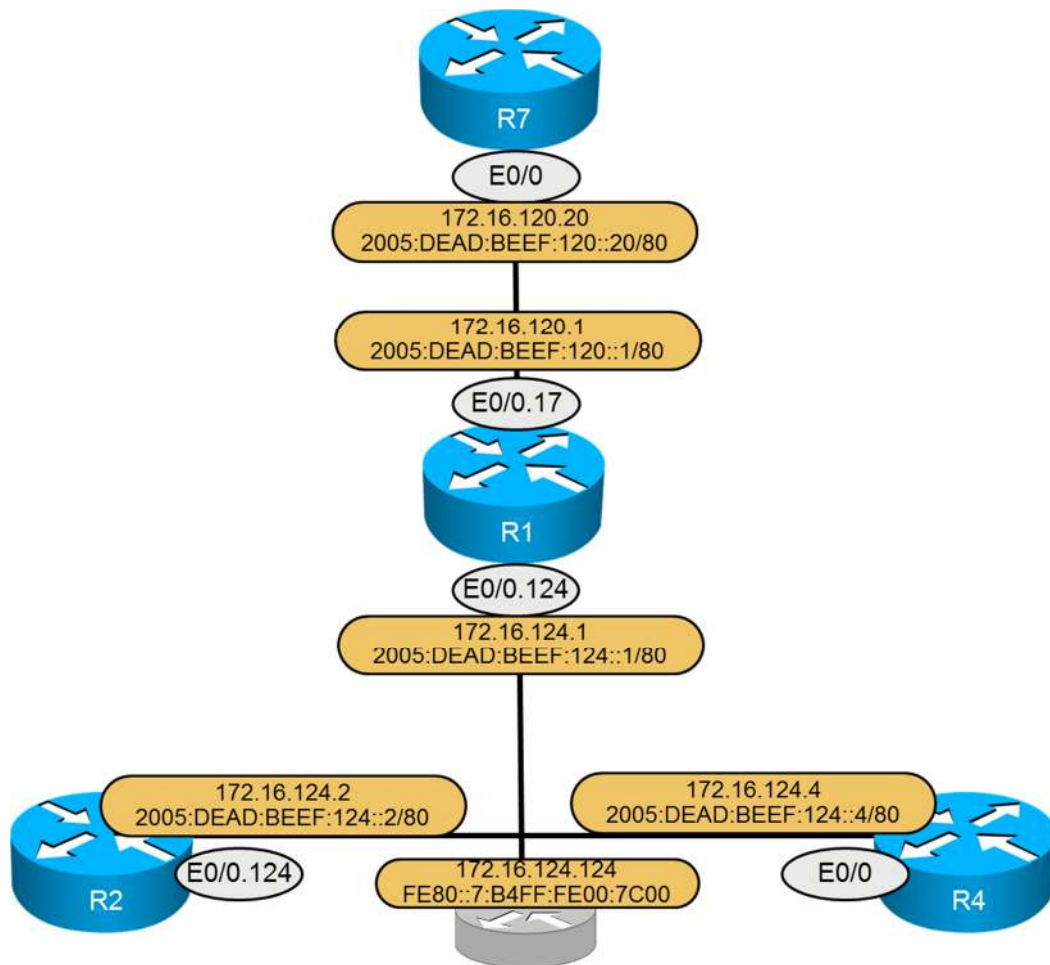 R7
E0/0
172.16.120.20
2005:DEAD:BEEF:120::20/80
172.16.120.1
2005:DEAD:BEEF:120::1/80
E0/0.17
R1
E0/0.124
172.16.124.1
2005:DEAD:BEEF:124::1/80
172.16.124.2
2005:DEAD:BEEF:124::2/80
R2
E0/0.124
172.16.124.4
2005:DEAD:BEEF:124::4/80
E0/0
R4
172.16.124.124
FE80::7:B4FF:FE00:7C00